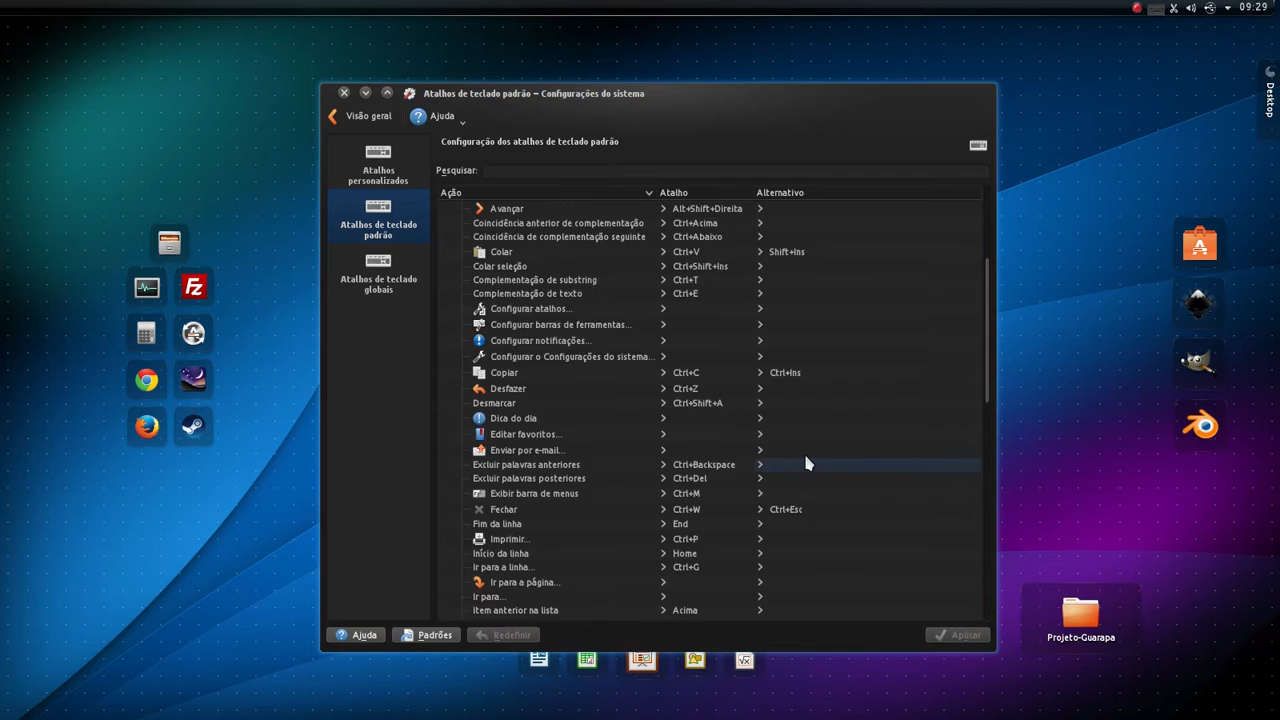 09:29
Desktop
Atalhos de teclado padrão – Configurações do sistema
Visão geral
Ajuda
Atalhos
personalizados
Atalhos de teclado
padrão
Atalhos de teclado
globais
Configuração dos atalhos de teclado padrão
Pesquisar:
Ação Atalho Alternativo
Avançar Alt+Shift+Direita
Coincidência anterior de complementação Ctrl+Acima
Coincidência de complementação seguinte Ctrl+Abaixo
Colar Ctrl+V Shift+Ins
Colar seleção Ctrl+Shift+Ins
Complementação de substring Ctrl+T
Complementação de texto Ctrl+E
Configurar atalhos...
Configurar barras de ferramentas...
Configurar notificações...
Configurar o Configurações do sistema...
Copiar Ctrl+C Ctrl+Ins
Desfazer Ctrl+Z
Desmarcar Ctrl+Shift+A
Dica do dia
Editar favoritos...
Enviar por e-mail...
Excluir palavras anteriores Ctrl+Backspace
Excluir palavras posteriores Ctrl+Del
Exibir barra de menus Ctrl+M
Fechar Ctrl+W Ctrl+Esc
Fim da linha End
Imprimir... Ctrl+P
Início da linha Home
Ir para a linha... Ctrl+G
Ir para a página...
Ir para...
Item anterior na lista Acima
Ajuda Padrões Redefinir Aplicar
Projeto-Guarapa